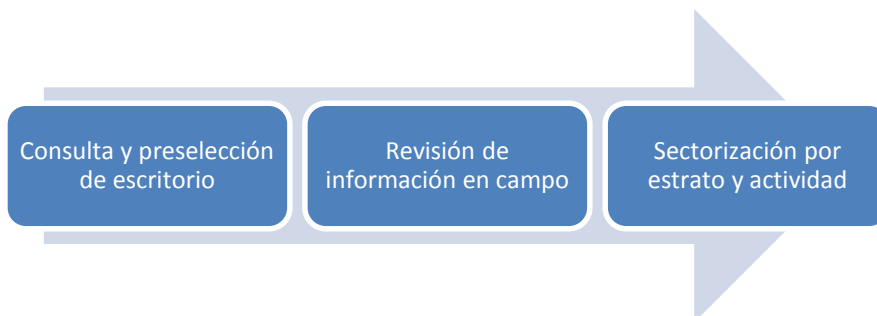 Consulta y preselección
de escritorio
Revisión de
información en campo
Sectorización por
estrato y actividad